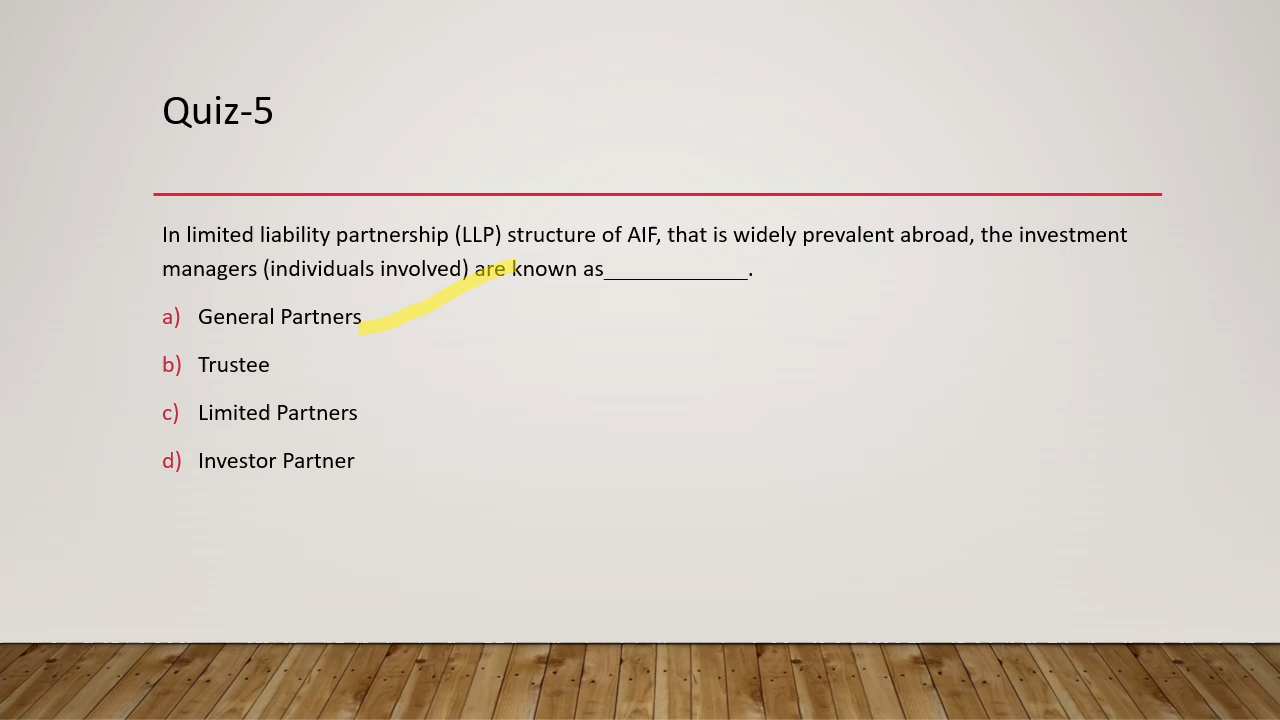 Quiz-5
In limited liability partnership (LLP) structure of AIF, that is widely prevalent abroad, the investment
managers (individuals involved) are known as____________.
a) General Partners
b) Trustee
c) Limited Partners
d) Investor Partner